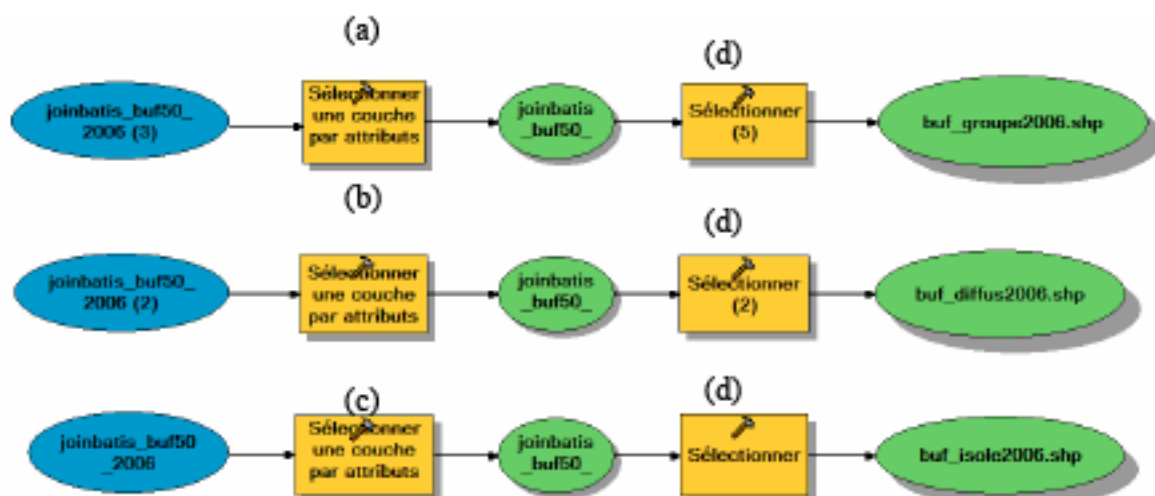 (a)
(d)
joinbatis_buf50_
2006 (3)
Sélectionner
une couche
par attributs
joinbatis
_buf50_
Sélectionner
(5)
buf_groupe2006.shp
(b)
(d)
joinbatis_buf50_
2006 (2)
Sélectionner
une couche
par attributs
joinbatis
_buf50_
Sélectionner
(2)
buf_diffus2006.shp
(c)
(d)
joinbatis_buf50
_2006
Sélectionner
une couche
par attributs
joinbatis
_buf50_
Sélectionner
buf_isole2006.shp